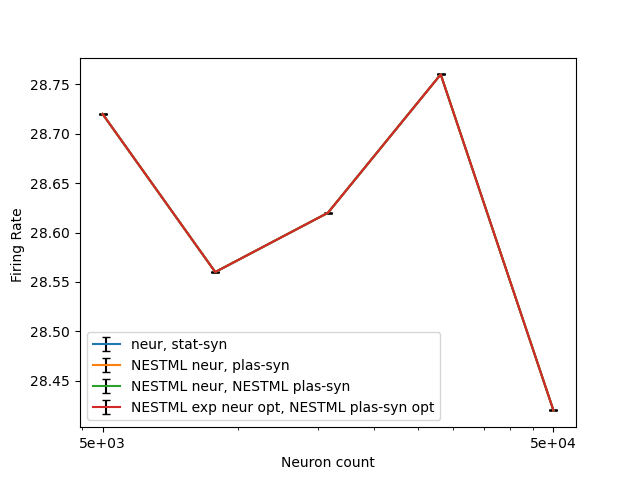 28.75
28.70
28.65
28.60
28.55
28.50
28.45
Firing Rate
neur, stat-syn
NESTML neur, plas-syn
NESTML neur, NESTML plas-syn
NESTML exp neur opt, NESTML plas-syn opt
5e+03 5e+04
Neuron count